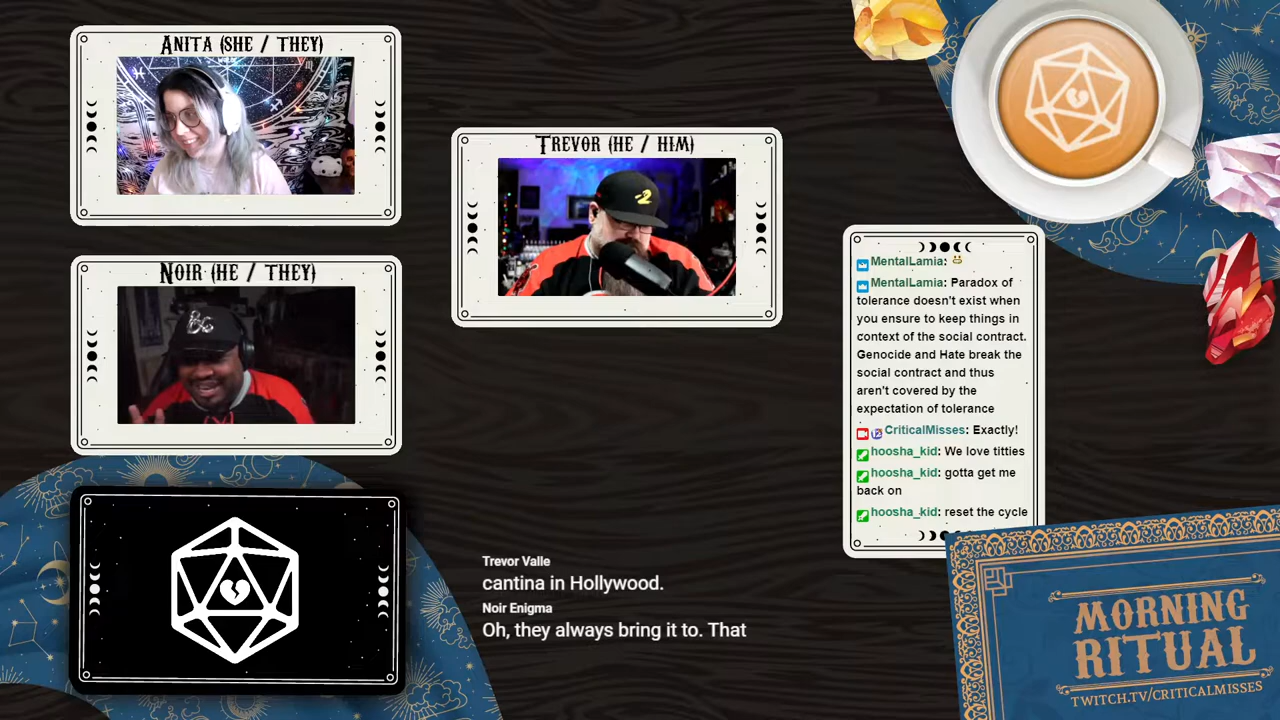 ANITA (SHE / THEY)
TREVOR (HE / HIM)
NOIR (HE / THEY)
-2
MentalLamia:
MentalLamia: Paradox of
tolerance doesn't exist when
you ensure to keep things in
context of the social contract.
Genocide and Hate break the
social contract and thus
aren't covered by the
expectation of tolerance
CriticalMisses: Exactly!
hoosha_kid: We love titties
hoosha_kid: gotta get me
back on
hoosha_kid: reset the cycle
Trevor Valle
cantina in Hollywood.
Noir Enigma
Oh, they always bring it to. That
MORNING
RITUAL
TWITCH.TV/CRITICALMISSES